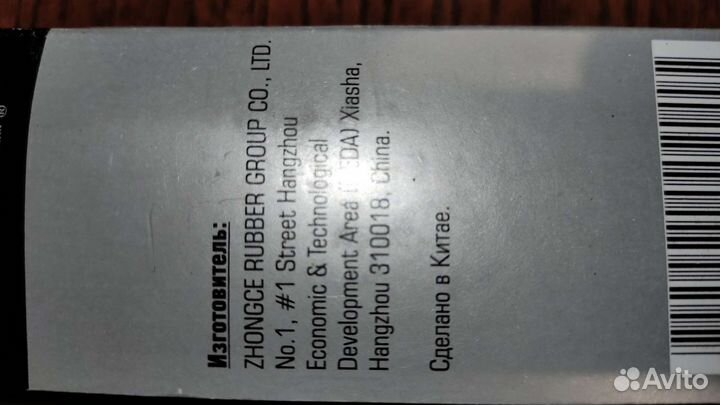 Изготовитель:
ZHONGCE RUBBER GROUP CO., LTD.
No.1, #1 Street Hangzhou
Economic & Technological
Development Area Xiasha,
Hangzhou 310018, China.
Сделано в Китае.
Avito